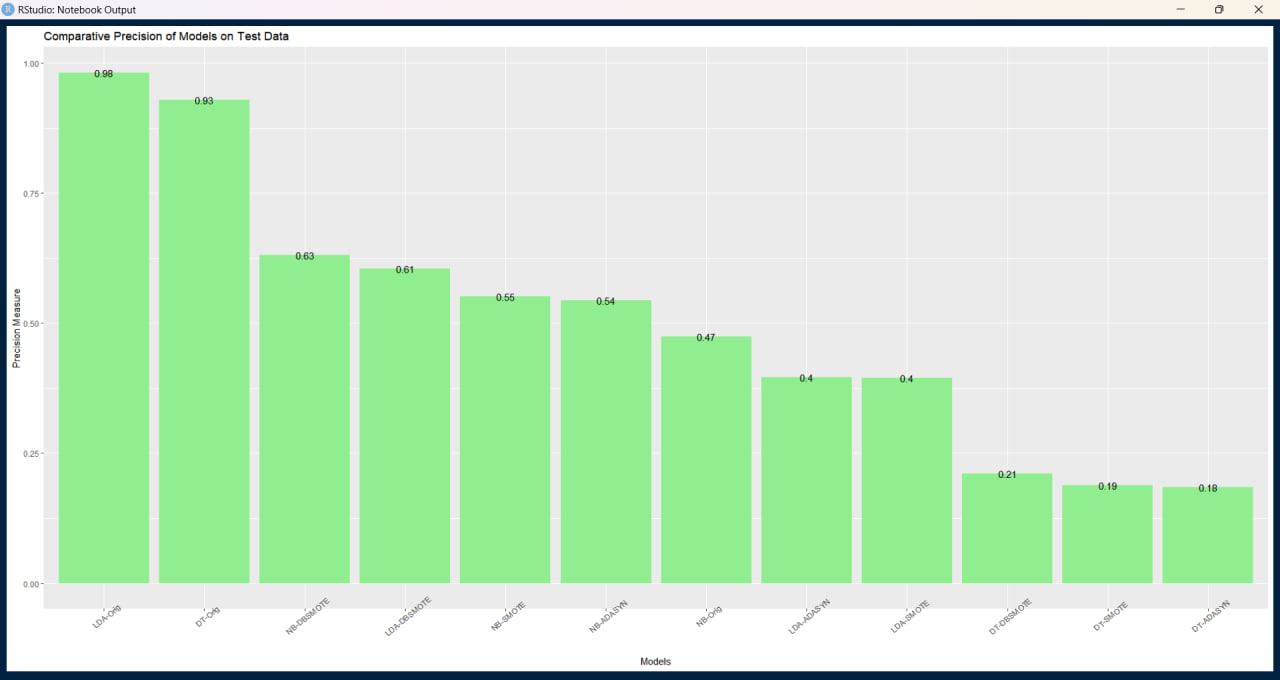 R RStudio: Notebook Output
Comparative Precision of Models on Test Data
Precision Measure
1.00
0.75
0.50
0.25
0.00
0.98
0.93
0.63
0.61
0.55
0.54
0.47
0.4
0.4
0.21
0.19
0.18
LDA-Orig
DT-Orig
NB-DBSMOTE
LDA-DBSMOTE
NB-SMOTE
NB-ADASYN
NB-Orig
LDA-ADASYN
LDA-SMOTE
DT-DBSMOTE
DT-SMOTE
DT-ADASYN
Models